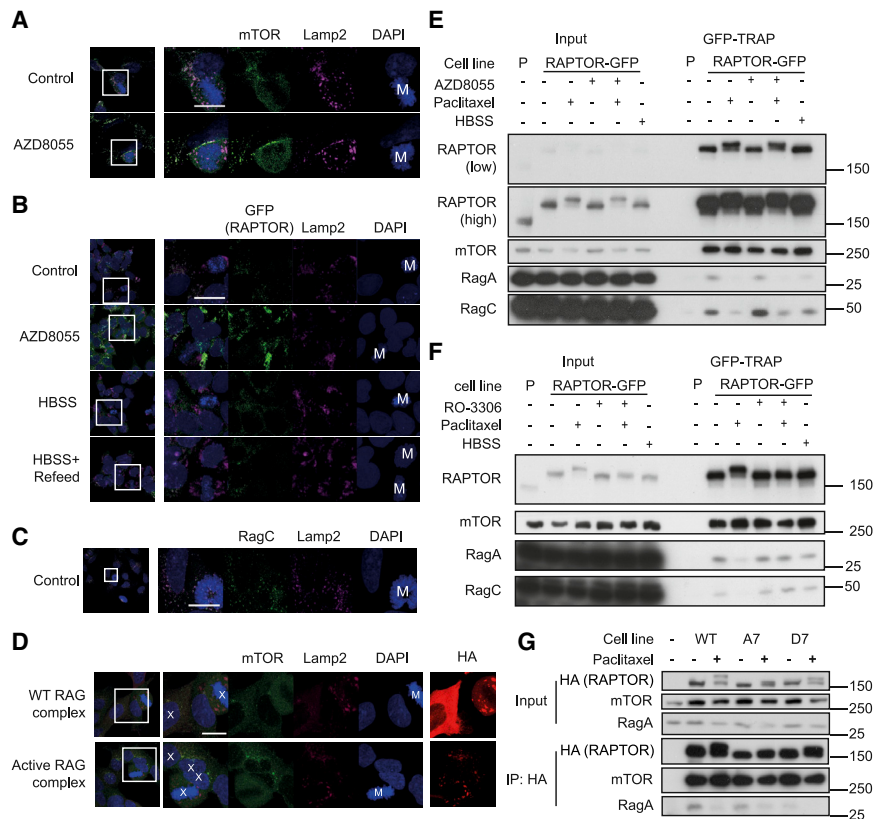 A
mTOR Lamp2 DAPI
Control
M
AZD8055
M
B
GFP
(RAPTOR) Lamp2 DAPI
Control
M
AZD8055
M
HBSS
M
HBSS+
Refeed
M
M
C
RagC Lamp2 DAPI
Control
M
D
mTOR Lamp2 DAPI HA
WT RAG
complex
X X M
Active RAG
complex
X X X X M
E
Input GFP-TRAP
Cell line P RAPTOR-GFP P RAPTOR-GFP
AZD8055 - - - + + - - - - + + -
Paclitaxel - - + - + - - - + - + -
HBSS - - - - - + - - - - - +
RAPTOR
(low)
150
RAPTOR
(high)
150
mTOR 250
RagA 25
RagC 50
F
Input GFP-TRAP
cell line P RAPTOR-GFP P RAPTOR-GFP
RO-3306 - - - + + - - - - + + -
Paclitaxel - - + - + - - - + - + -
HBSS - - - - - + - - - - - +
RAPTOR 150
mTOR 250
RagA 25
RagC 50
G
Cell line - WT A7 D7
Paclitaxel - - + - + - +
Input
HA (RAPTOR) 150
mTOR 250
RagA 25
IP: HA
HA (RAPTOR) 150
mTOR 250
RagA 25